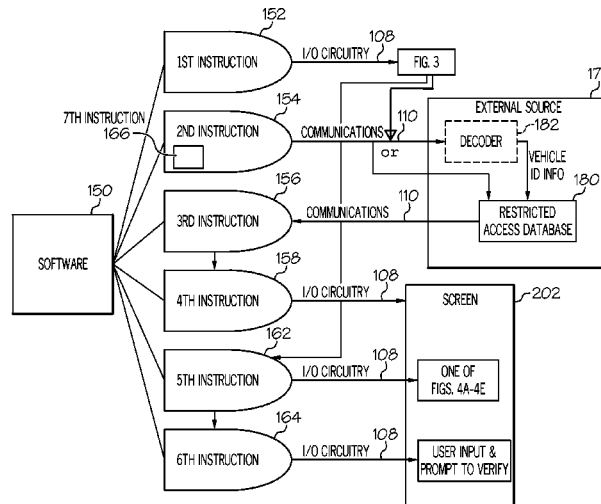 152
1ST INSTRUCTION
I/O CIRCUITRY
108
FIG. 3
7TH INSTRUCTION
166
154
2ND INSTRUCTION
COMMUNICATIONS
110
or
17
EXTERNAL SOURCE
182
DECODER
VEHICLE
ID INFO
180
RESTRICTED
ACCESS DATABASE
150
SOFTWARE
156
3RD INSTRUCTION
COMMUNICATIONS
110
158
4TH INSTRUCTION
I/O CIRCUITRY
108
SCREEN
202
162
5TH INSTRUCTION
I/O CIRCUITRY
108
ONE OF
FIGS. 4A-4E
164
6TH INSTRUCTION
I/O CIRCUITRY
108
USER INPUT &
PROMPT TO VERIFY